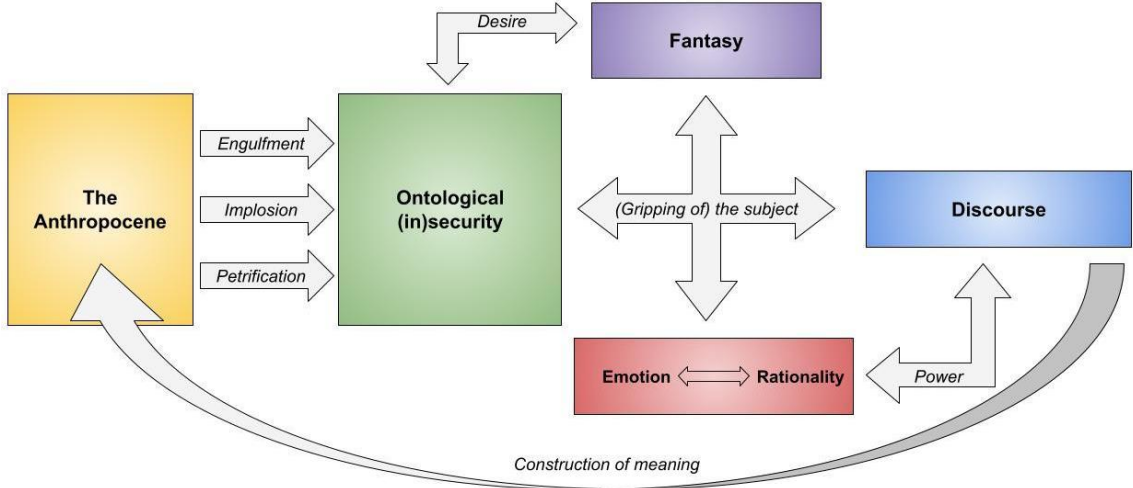 Desire
Fantasy
Engulfment
The
Anthropocene
Implosion
Ontological
(in)security
(Gripping of) the subject
Discourse
Petrification
Emotion
Rationality
Power
Construction of meaning